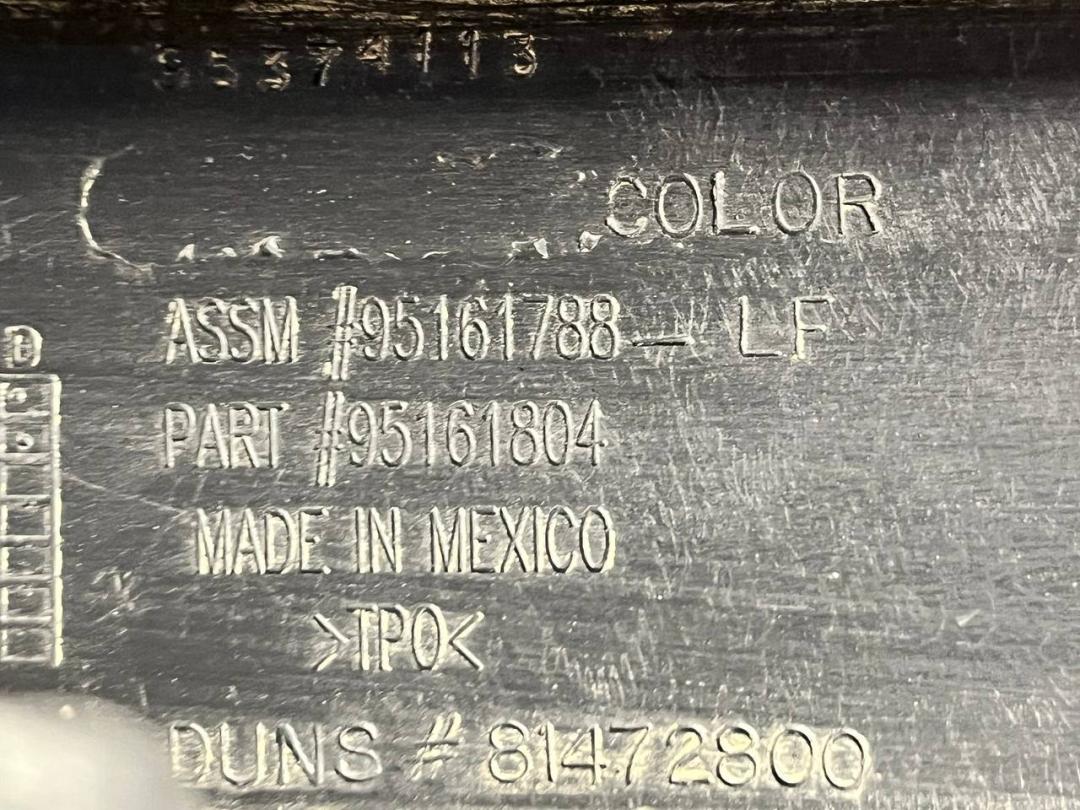 95374113
COLOR
ASSM #95161788 - LF
D
PART #95161804
MADE IN MEXICO
>TPO<
DUNS # 81472800